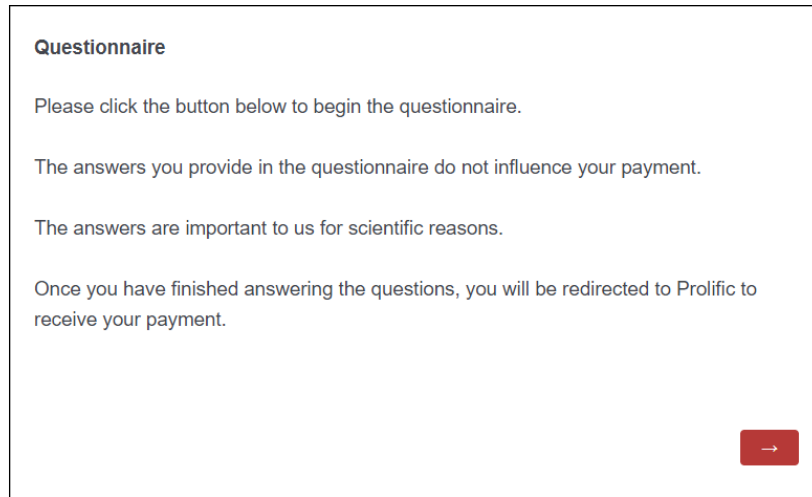 Questionnaire
Please click the button below to begin the questionnaire.
The answers you provide in the questionnaire do not influence your payment.
The answers are important to us for scientific reasons.
Once you have finished answering the questions, you will be redirected to Prolific to
receive your payment.
→